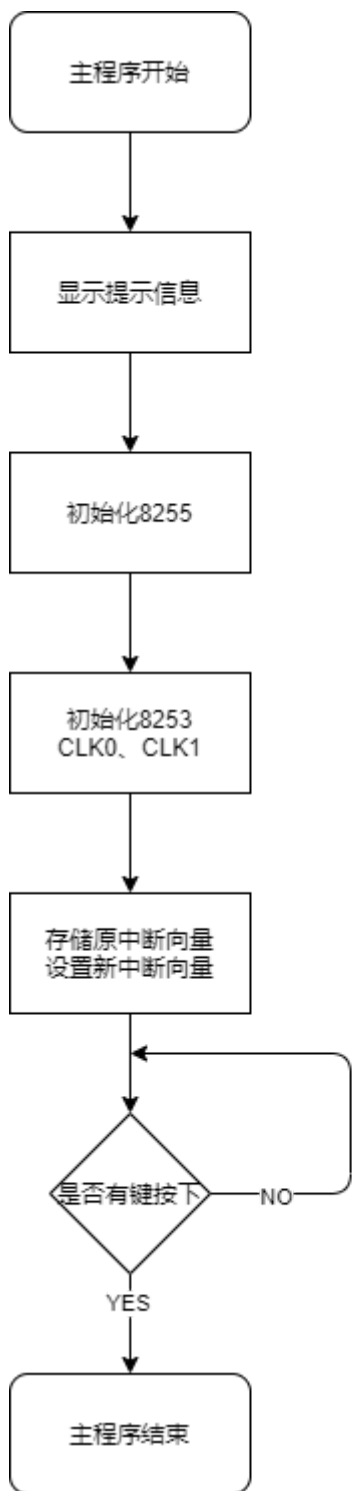 主程序开始
显示提示信息
初始化8255
初始化8253
CLK0、CLK1
存储原中断向量
设置新中断向量
是否有键按下
NO
YES
主程序结束